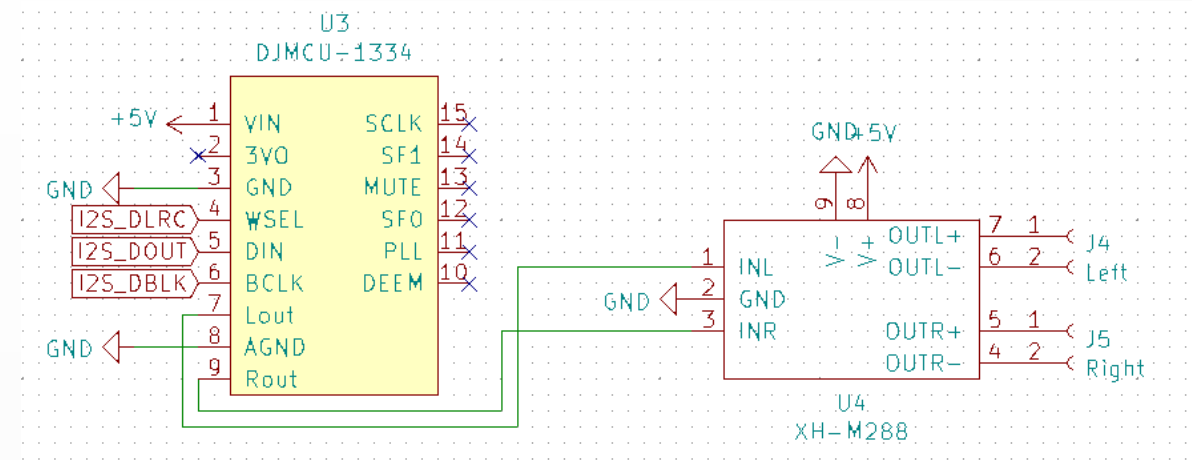 U3
DJMCU-1334
+5V
1
VIN
SCLK
15
2
3VO
SF1
14
GND
3
GND
MUTE
13
I2S_DLRC
4
WSEL
SF0
12
I2S_DOUT
5
DIN
PLL
11
I2S_DBLK
6
BCLK
DEEM
10
7
Lout
GND
8
AGND
9
Rout
GND
+5V
9
8
V-
V+
OUTL+
7
1
J4
1
INL
OUTL-
6
2
Left
GND
2
GND
3
INR
OUTR+
5
1
J5
OUTR-
4
2
Right
U4
XH-M288